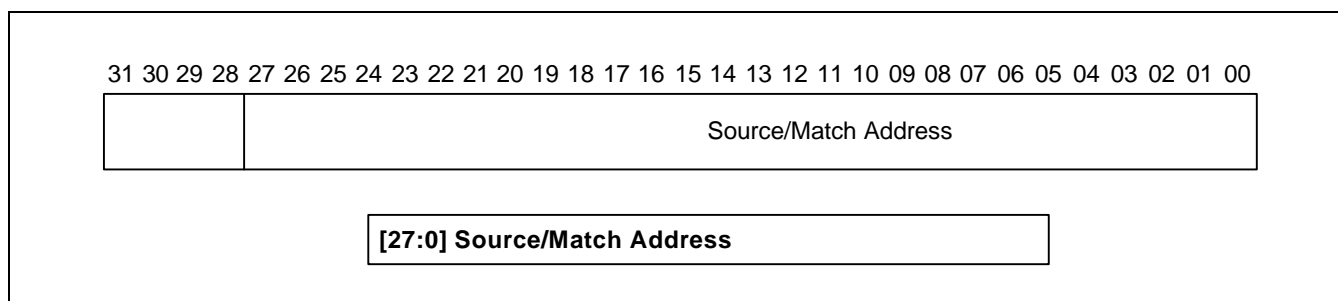 31 30 29 28 27 26 25 24 23 22 21 20 19 18 17 16 15 14 13 12 11 10 09 08 07 06 05 04 03 02 01 00
Source/Match Address
[27:0] Source/Match Address